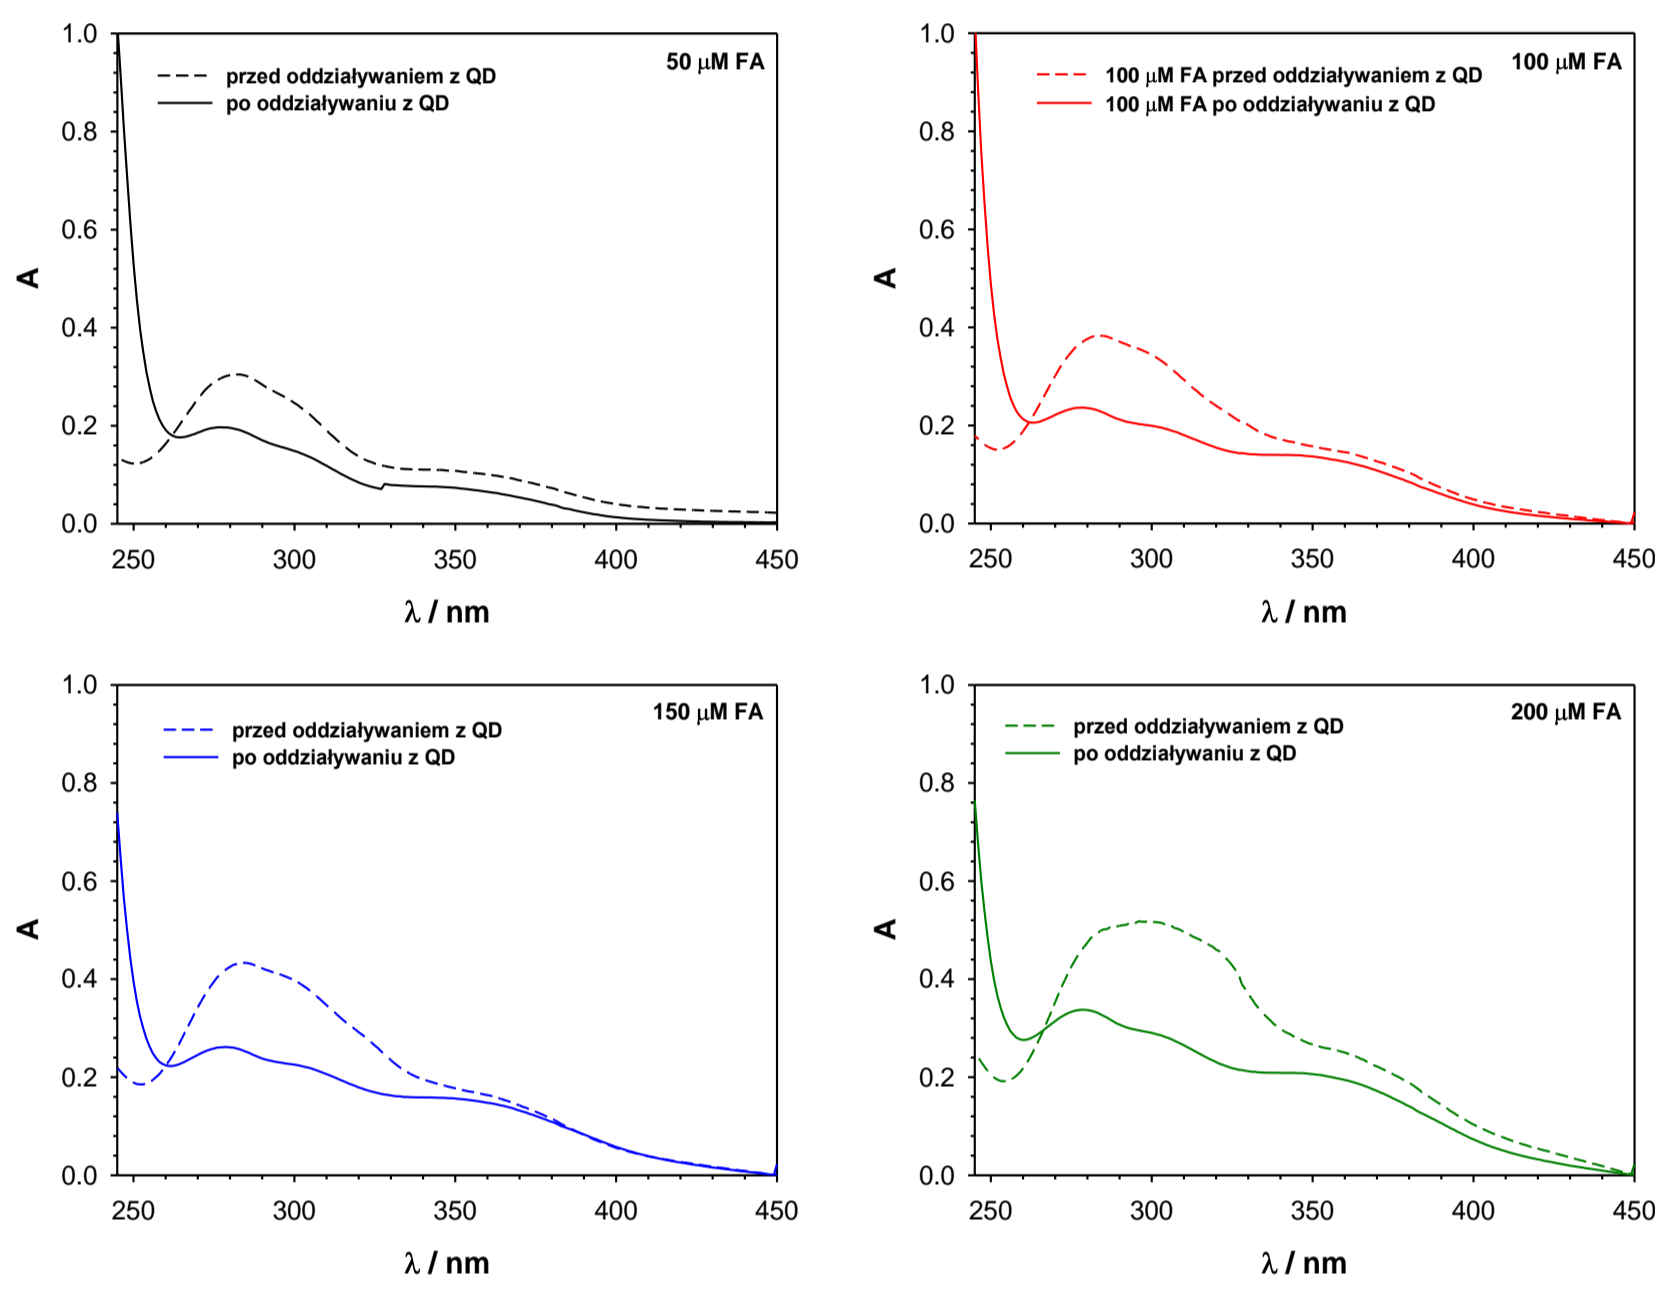 50 μM FA
przed oddziaływaniem z QD
po oddziaływaniu z QD
1.0
0.8
0.6
0.4
0.2
0.0
A
250 300 350 400 450
λ / nm
100 μM FA
100 μM FA przed oddziaływaniem z QD
100 μM FA po oddziaływaniu z QD
1.0
0.8
0.6
0.4
0.2
0.0
A
250 300 350 400 450
λ / nm
150 μM FA
przed oddziaływaniem z QD
po oddziaływaniu z QD
1.0
0.8
0.6
0.4
0.2
0.0
A
250 300 350 400 450
λ / nm
200 μM FA
przed oddziaływaniem z QD
po oddziaływaniu z QD
1.0
0.8
0.6
0.4
0.2
0.0
A
250 300 350 400 450
λ / nm